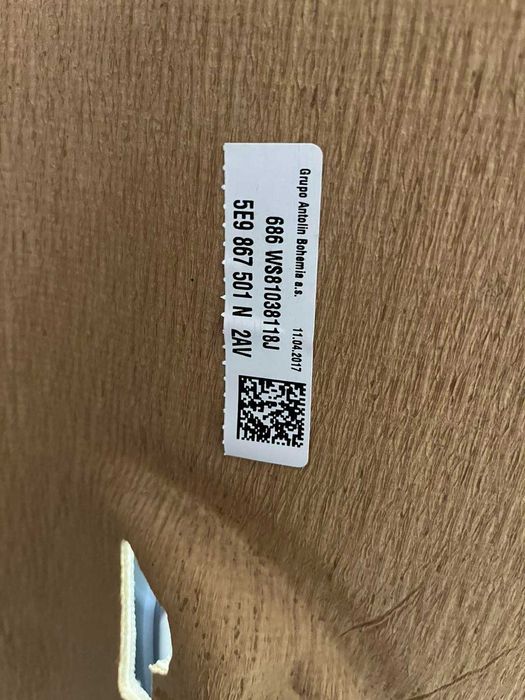 Grupo Antolin Bohemia a.s. 11.04.2017
686 WS81038118J
5E9 867 501 N 2AV